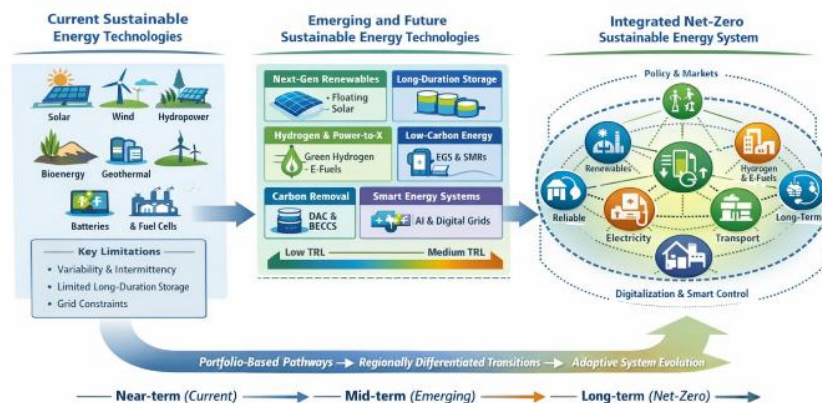 Current Sustainable
Energy Technologies
Solar
Wind
Hydropower
Bioenergy
Geothermal
Batteries
& Fuel Cells
Key Limitations
• Variability & Intermittency
• Limited Long-Duration Storage
• Grid Constraints
Emerging and Future
Sustainable Energy Technologies
Next-Gen Renewables
• Floating
• Solar
Long-Duration Storage
Hydrogen & Power-to-X
Green Hydrogen
- E-Fuels
Low-Carbon Energy
EGS & SMRs
Carbon Removal
DAC &
BECCS
Smart Energy Systems
AI & Digital Grids
Low TRL
Medium TRL
Integrated Net-Zero
Sustainable Energy System
Policy & Markets
Renewables
Hydrogen
& E-Fuels
Reliable
Long-Term
Electricity
Transport
Digitalization & Smart Control
Portfolio-Based Pathways → Regionally Differentiated Transitions → Adaptive System Evolution
Near-term (Current)
Mid-term (Emerging)
Long-term (Net-Zero)